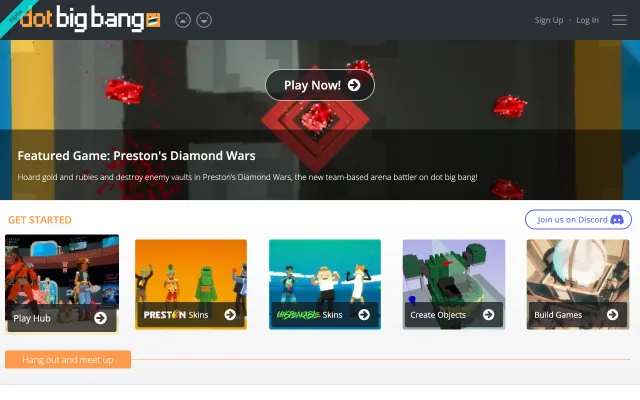 Alpha
dot big bang
Sign Up · Log In
Play Now!
Featured Game: Preston's Diamond Wars
Hoard gold and rubies and destroy enemy vaults in Preston's Diamond Wars, the new team-based arena battler on dot big bang!
GET STARTED
Join us on Discord
Play Hub
PRESTON Skins
UNSPEAKABLE Skins
Create Objects
Build Games
Hang out and meet up